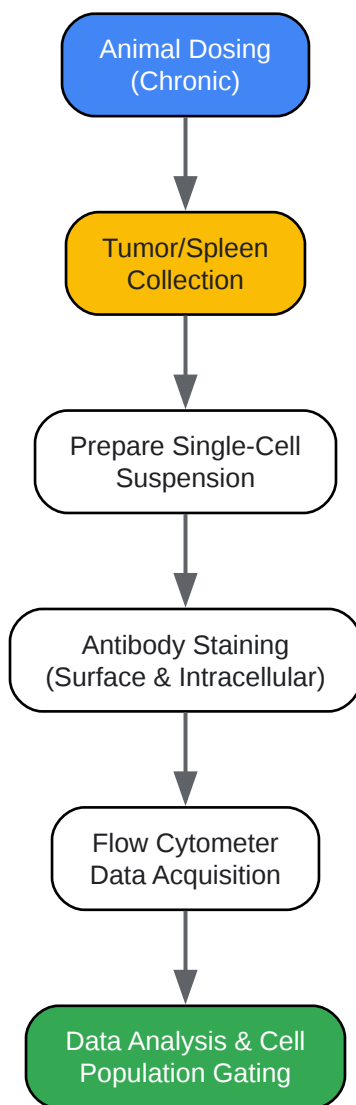 Animal Dosing
(Chronic)
Tumor/Spleen
Collection
Prepare Single-Cell
Suspension
Antibody Staining
(Surface & Intracellular)
Flow Cytometer
Data Acquisition
Data Analysis & Cell
Population Gating